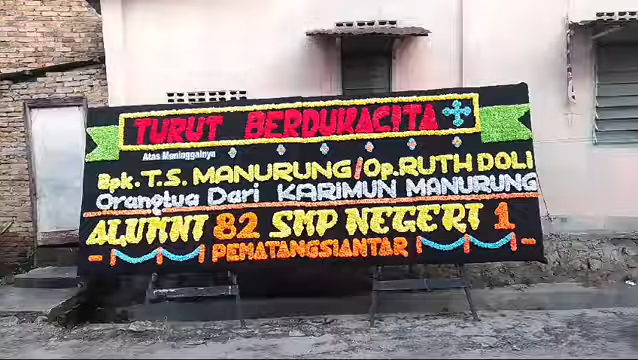 TURUT BERDUKACITA
Atas Meninggalnya
Bpk. T.S. MANURUNG/Op. RUTH DOLI
Orangtua Dari KARIMUN MANURUNG
ALUMNI 82 SMP NEGERI 1
PEMATANGSIANTAR